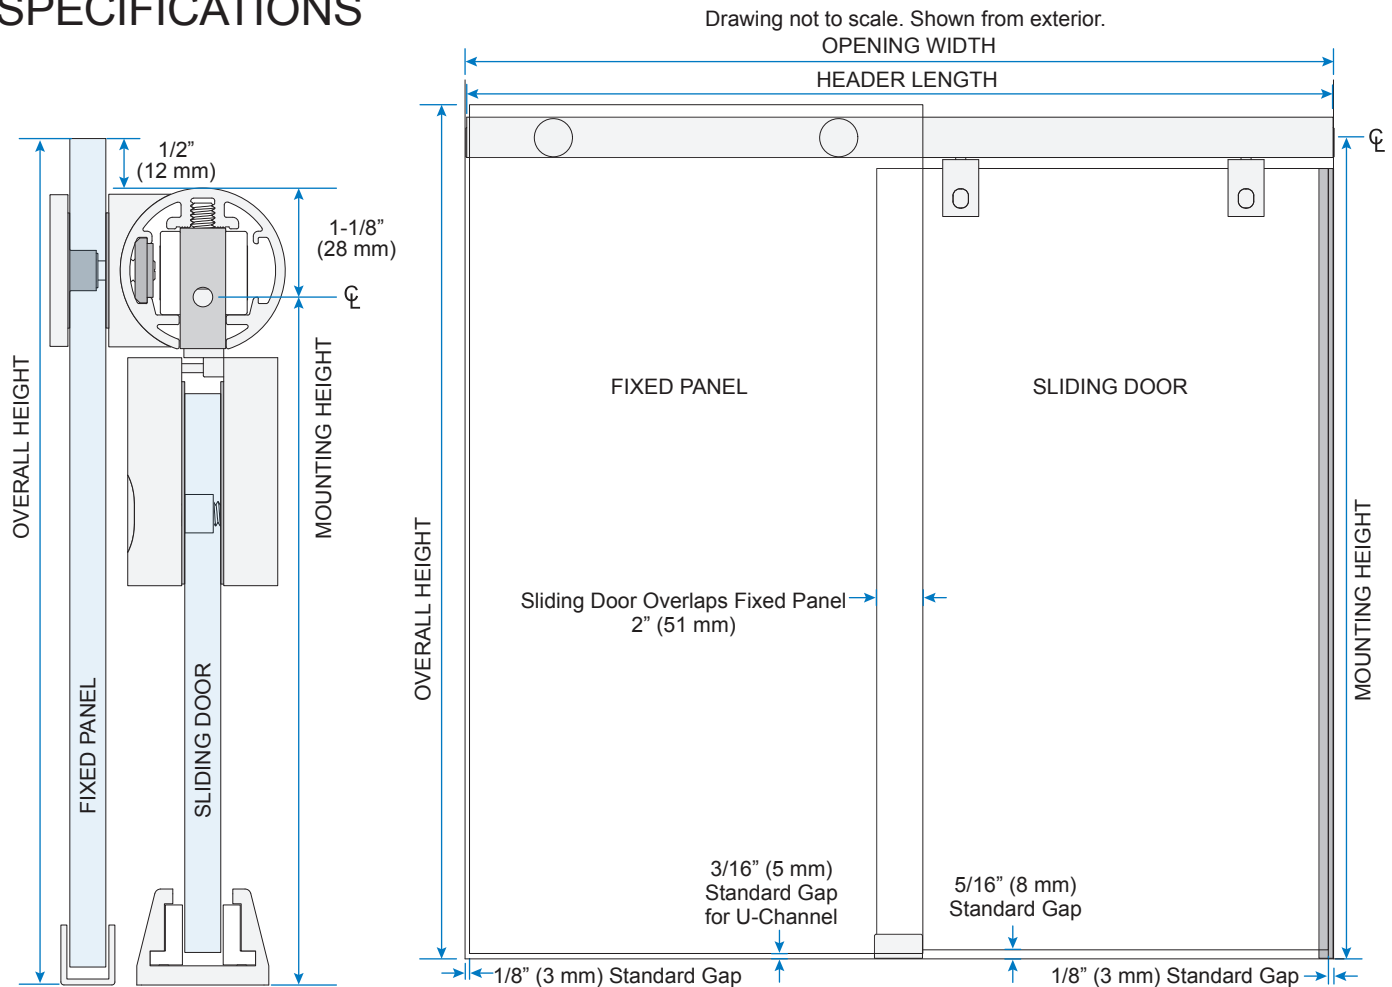 SPECIFICATIONS
Drawing not to scale. Shown from exterior.
OPENING WIDTH
HEADER LENGTH
1/2”
(12 mm)
1-1/8”
(28 mm)
℄
℄
OVERALL HEIGHT
MOUNTING HEIGHT
FIXED PANEL
SLIDING DOOR
FIXED PANEL
SLIDING DOOR
OVERALL HEIGHT
MOUNTING HEIGHT
Sliding Door Overlaps Fixed Panel
2” (51 mm)
3/16” (5 mm)
Standard Gap
for U-Channel
5/16” (8 mm)
Standard Gap
1/8” (3 mm) Standard Gap
1/8” (3 mm) Standard Gap